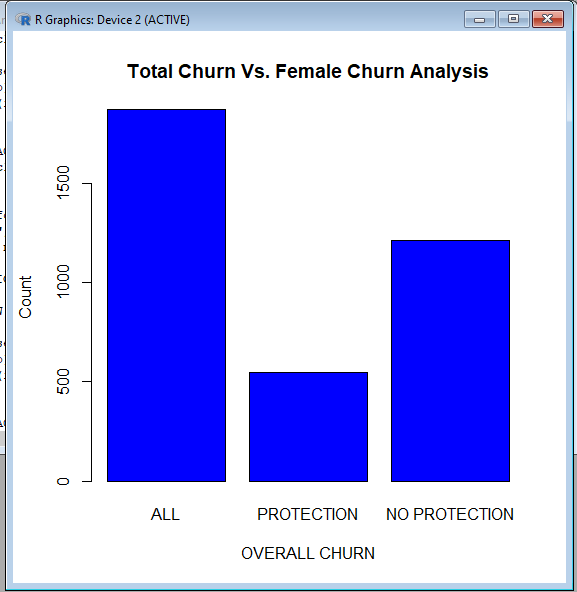 R Graphics: Device 2 (ACTIVE)
Total Churn Vs. Female Churn Analysis
Count
1500
1000
500
0
ALL PROTECTION NO PROTECTION
OVERALL CHURN